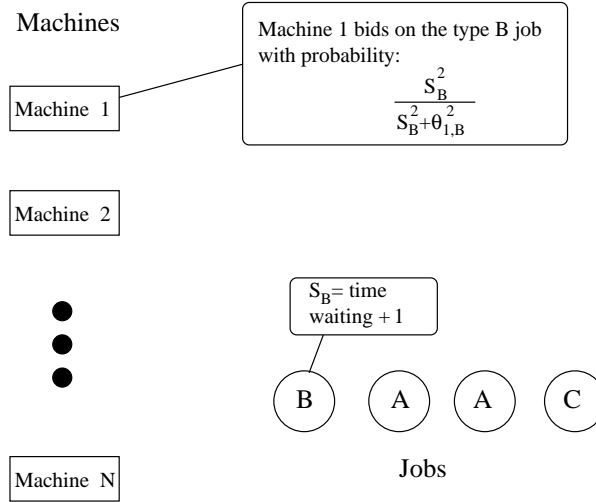 Machines
Machine 1 bids on the type B job
with probability:
S_B^2
S_B^2+θ_{1,B}^2
Machine 1
Machine 2
S_B= time
waiting + 1
B A A C
Machine N
Jobs